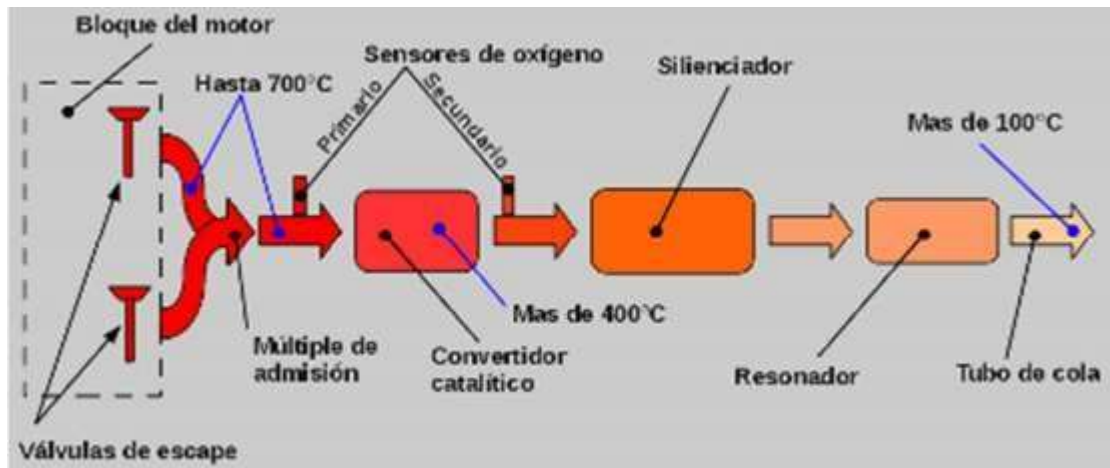 Bloque del motor
Hasta 700°C
Sensores de oxígeno
Primario
Secundario
Silienciador
Mas de 100°C
Mas de 400°C
Múltiple de
admisión
Convertidor
catalítico
Resonador
Tubo de cola
Válvulas de escape